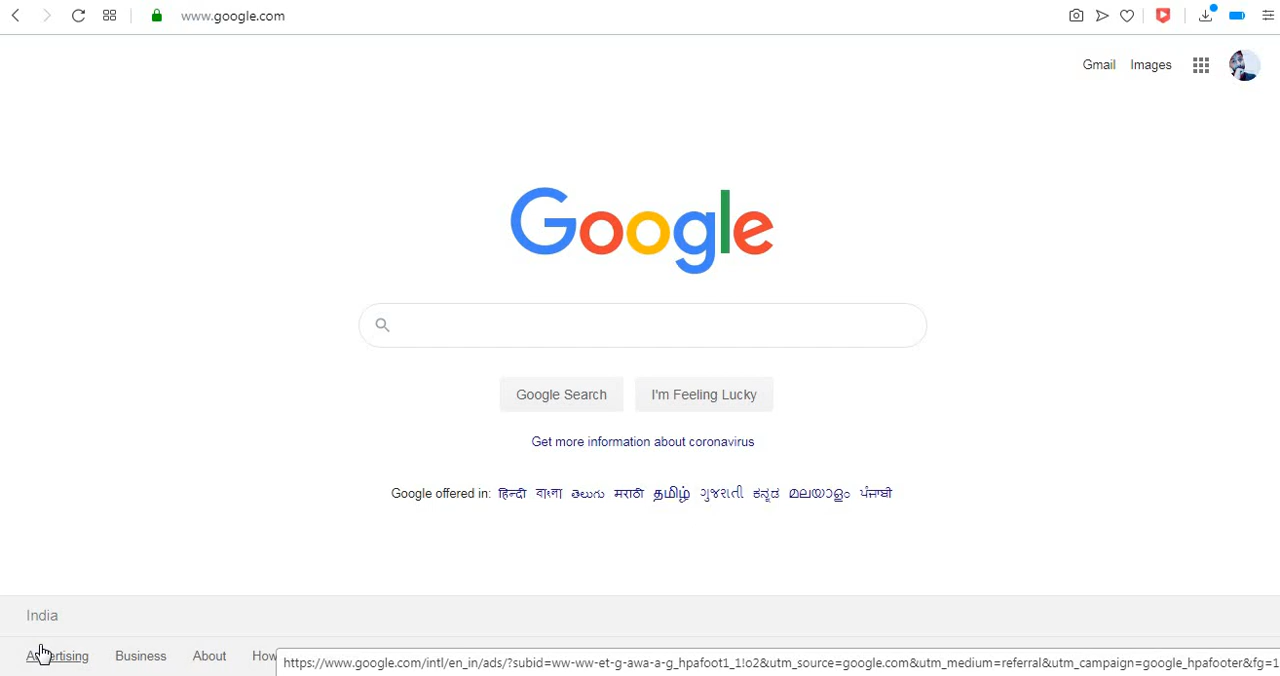 www.google.com
Gmail Images
Google
Google Search I'm Feeling Lucky
Get more information about coronavirus
Google offered in: हिन्दी বাংলা తెలుగు मराठी தமிழ் ગુજરાતી ಕನ್ನಡ മലയാളം ਪੰਜਾਬੀ
India
Advertising Business About How
https://www.google.com/intl/en_in/ads/?subid=ww-ww-et-g-awa-a-g_hpafoot1_1!o2&utm_source=google.com&utm_medium=referral&utm_campaign=google_hpafooter&fg=1